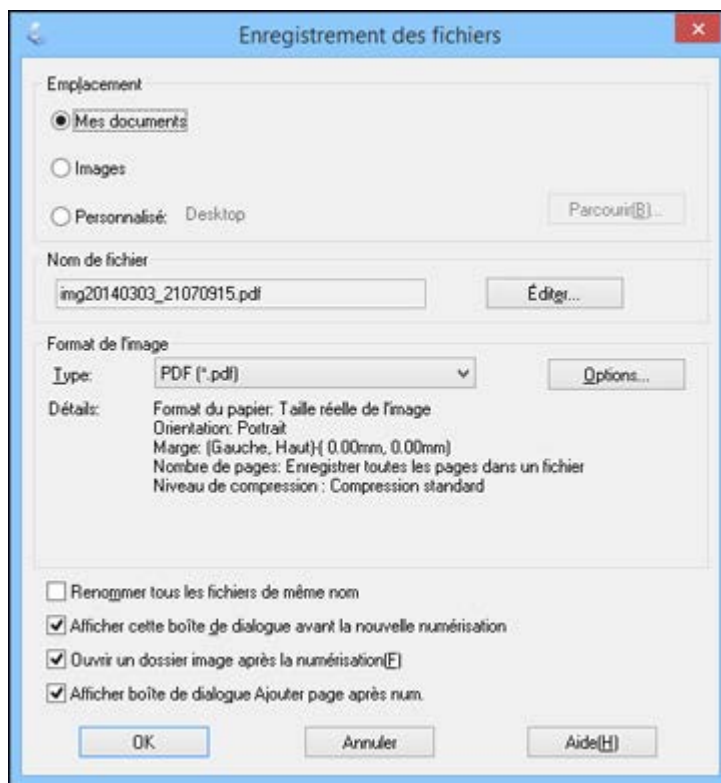 Enregistrement des fichiers
Emplacement
Mes documents
Images
Personnalisé: Desktop Parcourir(B)...
Nom de fichier
img20140303_21070915.pdf Éditer...
Format de l'image
Type: PDF (*.pdf) Options...
Détails: Format du papier: Taille réelle de l'image
Orientation: Portrait
Marge: (Gauche, Haut)-( 0.00mm, 0.00mm)
Nombre de pages: Enregistrer toutes les pages dans un fichier
Niveau de compression : Compression standard
Renommer tous les fichiers de même nom
Afficher cette boîte de dialogue avant la nouvelle numérisation
Ouvrir un dossier image après la numérisation(F)
Afficher boîte de dialogue Ajouter page après num.
OK Annuler Aide(H)